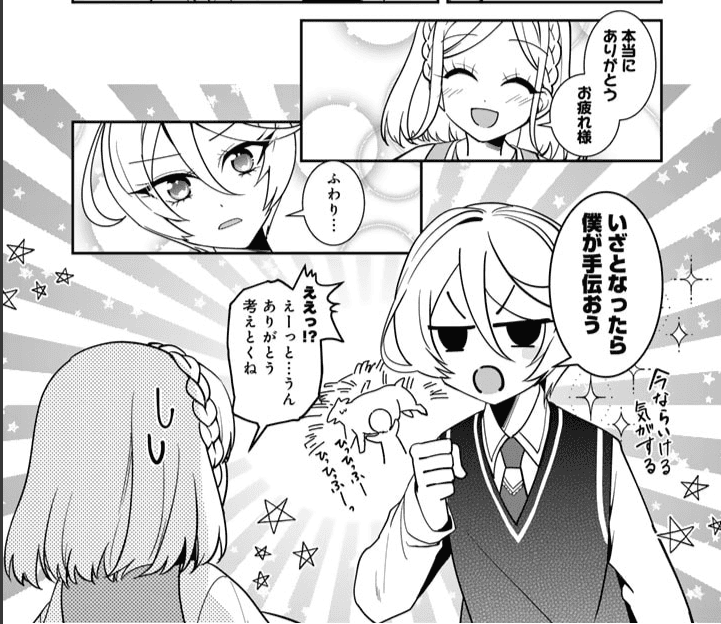 本当に
ありがとう
お疲れ様
ふわり…
いざとなったら
僕が手伝おう
今ならいける
気がする
ええっ!?
えーっと…うん
ありがとう
考えとくね
ひっひっふー
ひっひっふーっ